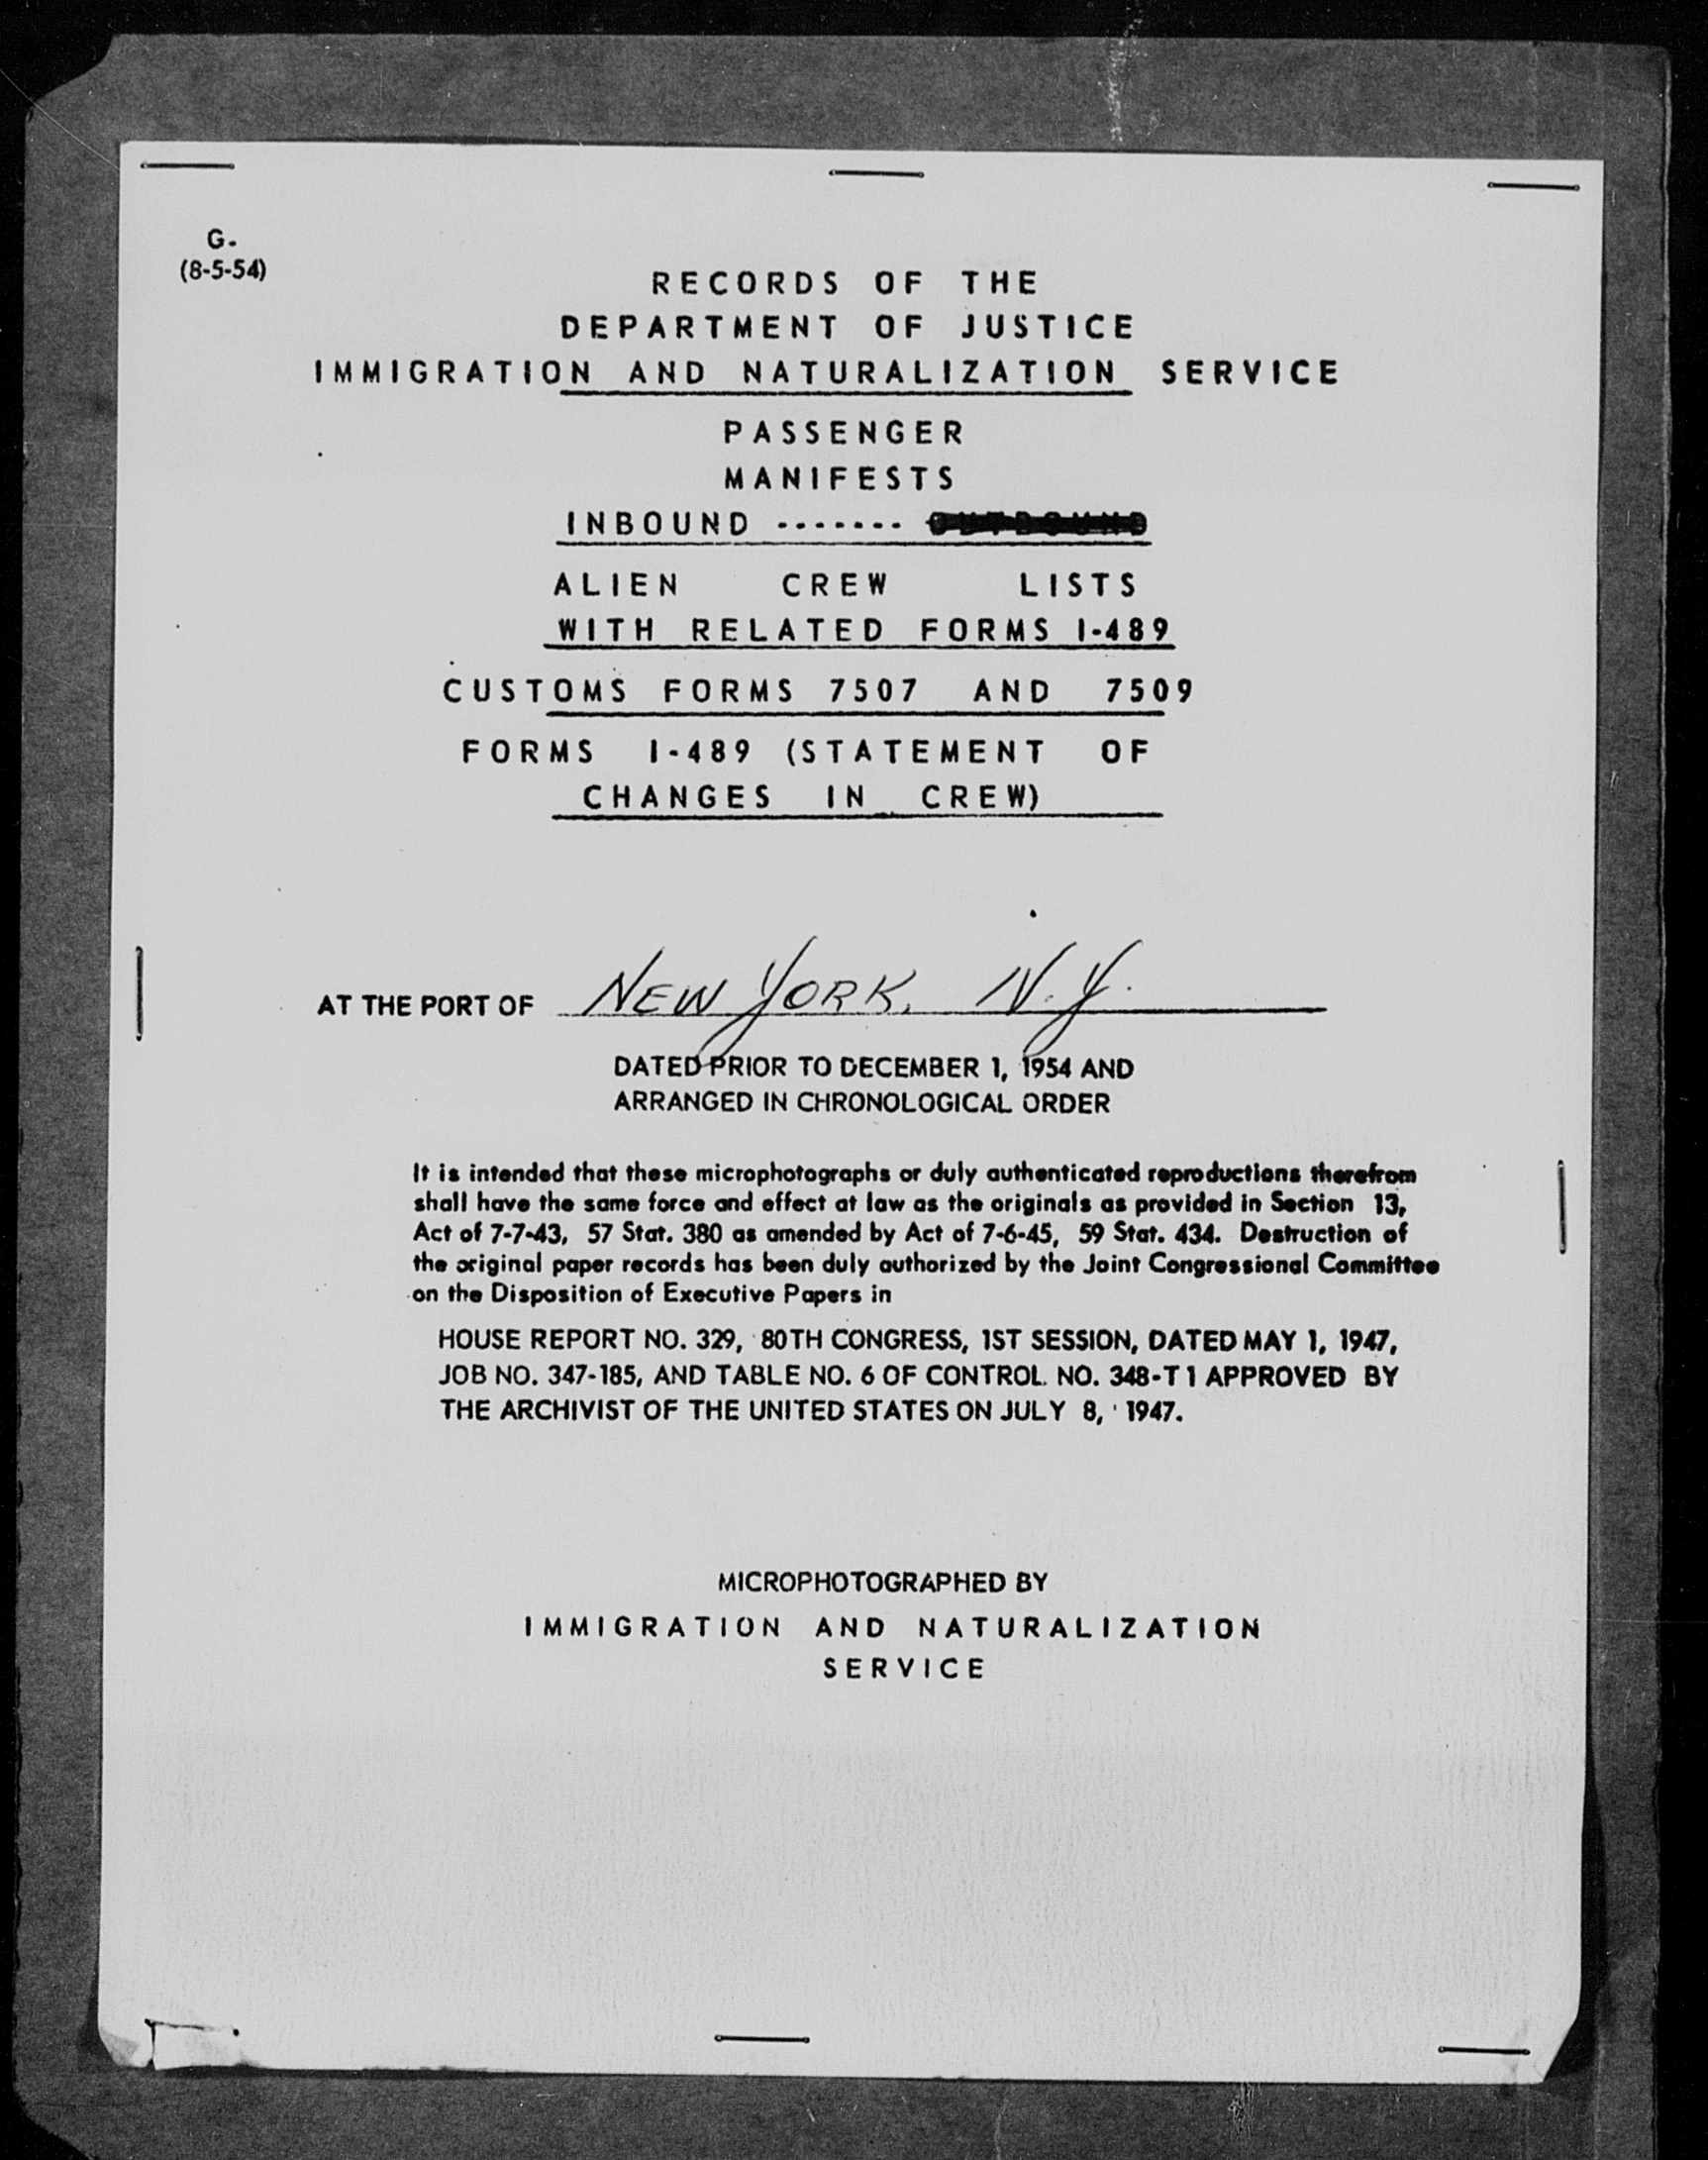 G-
(8-5-54)
RECORDS OF THE
DEPARTMENT OF JUSTICE
IMMIGRATION AND NATURALIZATION SERVICE
PASSENGER
MANIFESTS
INBOUND ------- OUTBOUND
ALIEN CREW LISTS
WITH RELATED FORMS I-489
CUSTOMS FORMS 7507 AND 7509
FORMS I-489 (STATEMENT OF
CHANGES IN CREW)
AT THE PORT OF NEW YORK, N.Y.
DATED PRIOR TO DECEMBER 1, 1954 AND
ARRANGED IN CHRONOLOGICAL ORDER
It is intended that these microphotographs or duly authenticated reproductions therefrom
shall have the same force and effect at law as the originals as provided in Section 13,
Act of 7-7-43, 57 Stat. 380 as amended by Act of 7-6-45, 59 Stat. 434. Destruction of
the original paper records has been duly authorized by the Joint Congressional Committee
on the Disposition of Executive Papers in
HOUSE REPORT NO. 329, 80TH CONGRESS, 1ST SESSION, DATED MAY 1, 1947,
JOB NO. 347-185, AND TABLE NO. 6 OF CONTROL NO. 348-T1 APPROVED BY
THE ARCHIVIST OF THE UNITED STATES ON JULY 8, 1947.
MICROPHOTOGRAPHED BY
IMMIGRATION AND NATURALIZATION
SERVICE